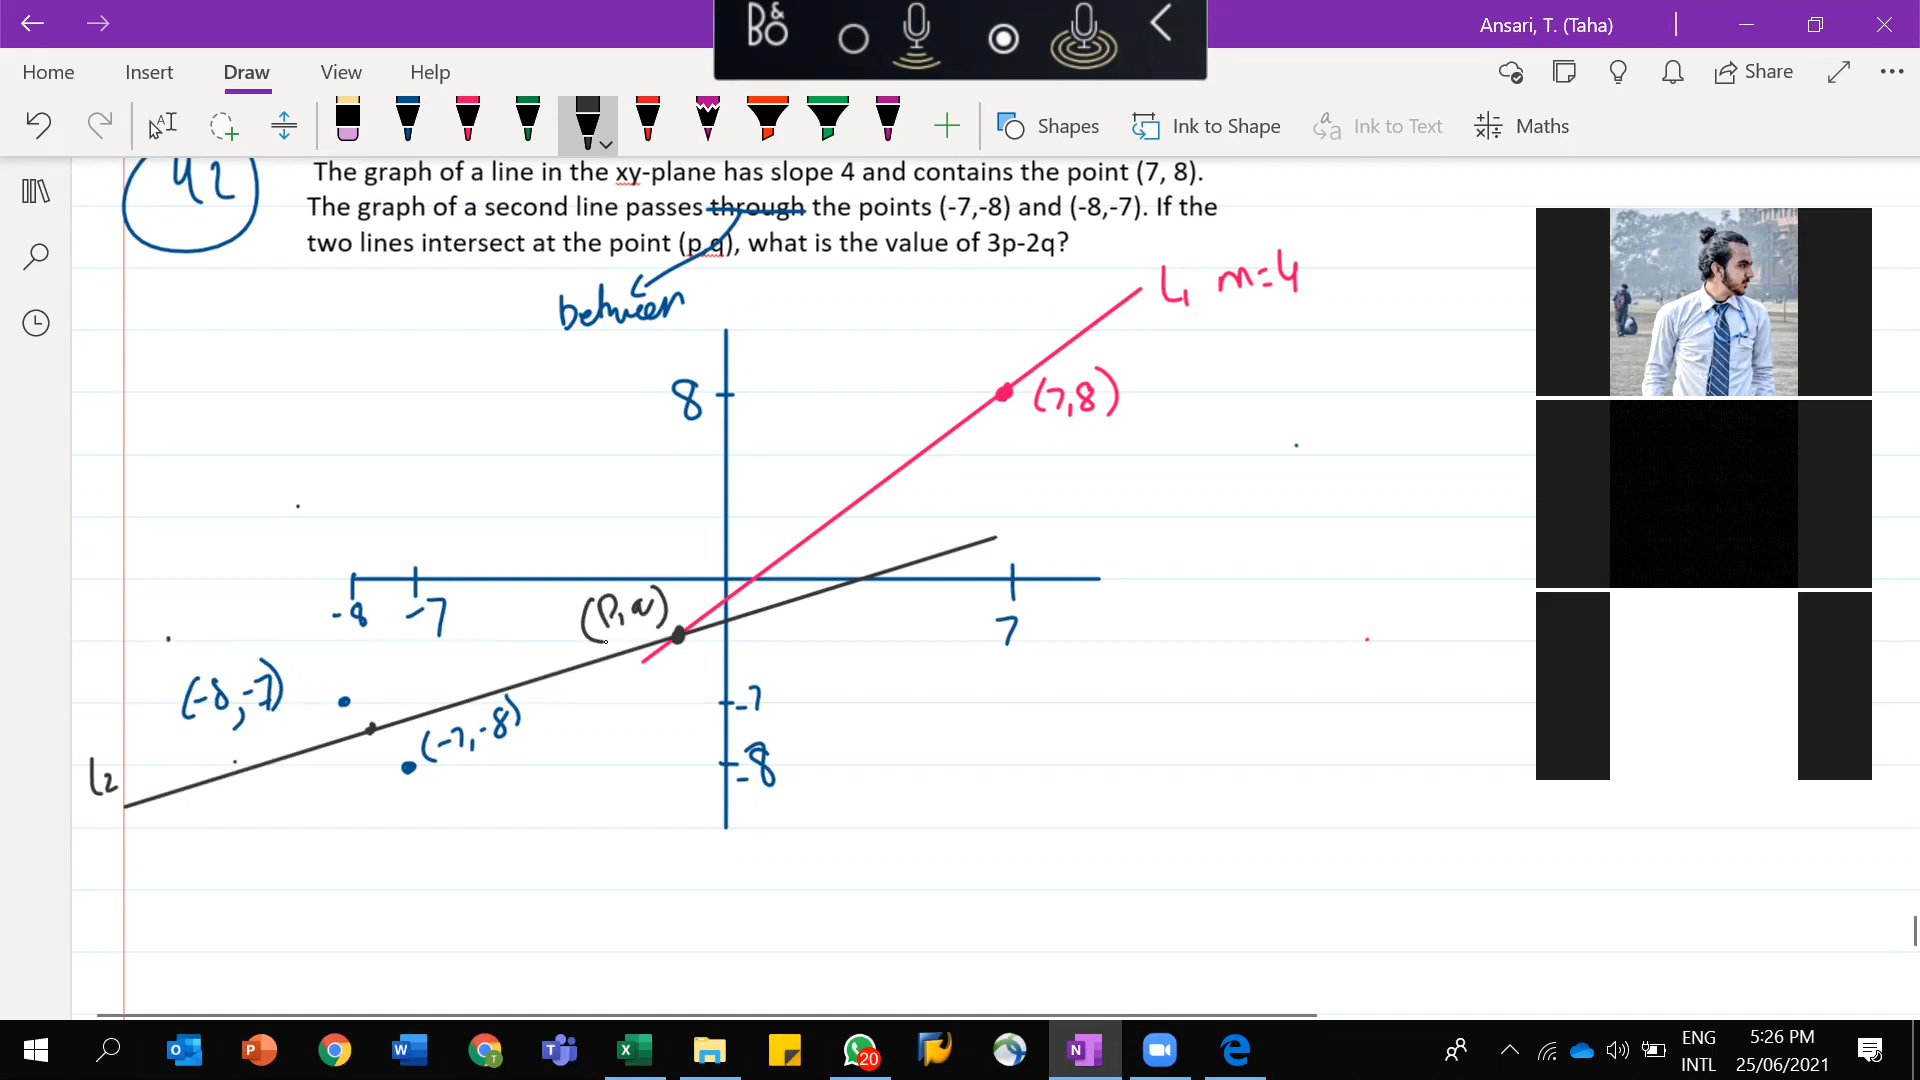 B&O
Ansari, T. (Taha)
Home Insert Draw View Help
Share
Shapes Ink to Shape Ink to Text Maths
42
The graph of a line in the xy-plane has slope 4 and contains the point (7, 8).
The graph of a second line passes through the points (-7,-8) and (-8,-7). If the
two lines intersect at the point (p,q), what is the value of 3p-2q?
between
L1 m=4
8
(7,8)
(p,q)
-8
-7
7
(-8,-7)
-7
(-7,-8)
-8
L2
20
ENG
INTL
5:26 PM
25/06/2021